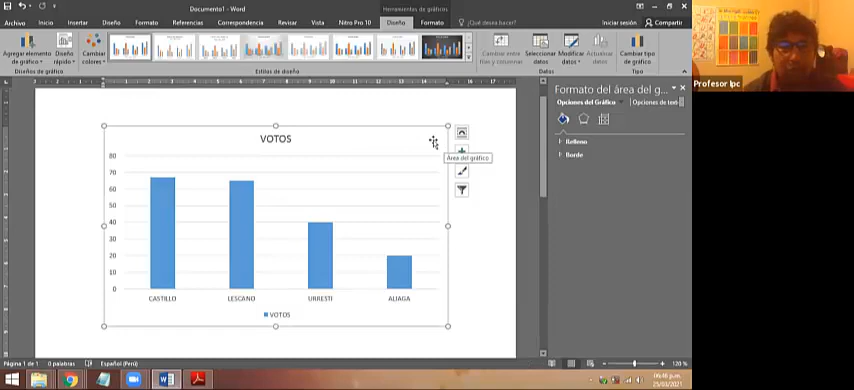 Documento1 - Word
Herramientas de gráficos
Archivo Inicio Insertar Diseño Formato Referencias Correspondencia Revisar Vista Nitro Pro 10 Diseño Formato ¿Qué desea hacer? Iniciar sesión Compartir
Agregar elemento de gráfico
Diseño rápido
Cambiar colores
Cambiar entre filas y columnas
Seleccionar datos
Modificar datos
Actualizar datos
Cambiar tipo de gráfico
Diseños de gráfico
Estilos de diseño
Datos
Tipo
Profesor Ipc
Formato del área del g...
Opciones del Gráfico
Opciones de text
Relleno
Borde
VOTOS
Área del gráfico
80
70
60
50
40
30
20
10
0
CASTILLO LESCANO URRESTI ALIAGA
VOTOS
Página 1 de 1 0 palabras Español (Perú) 120 %
06:48 p.m.
25/03/2021